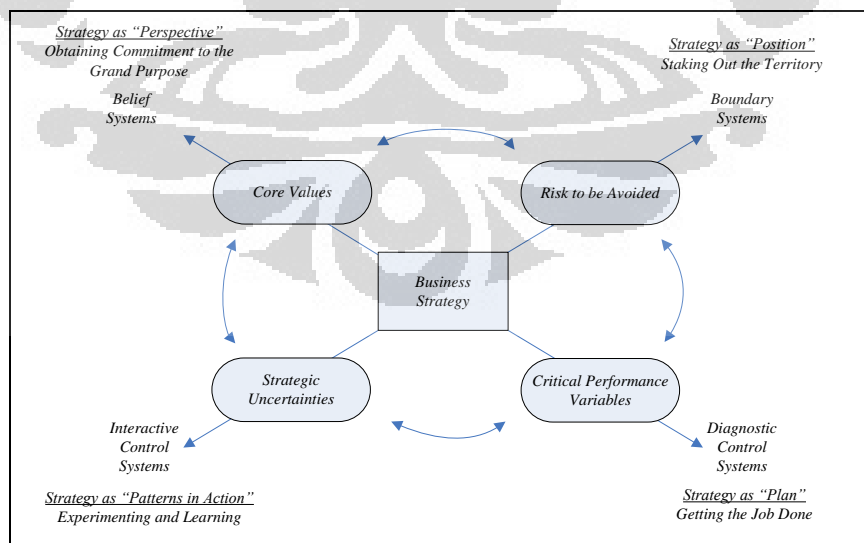 Strategy as “Perspective”
Obtaining Commitment to the
Grand Purpose
Belief
Systems
Strategy as “Position”
Staking Out the Territory
Boundary
Systems
Core Values
Risk to be Avoided
Business
Strategy
Strategic
Uncertainties
Critical Performance
Variables
Interactive
Control
Systems
Strategy as “Patterns in Action”
Experimenting and Learning
Diagnostic
Control
Systems
Strategy as “Plan”
Getting the Job Done